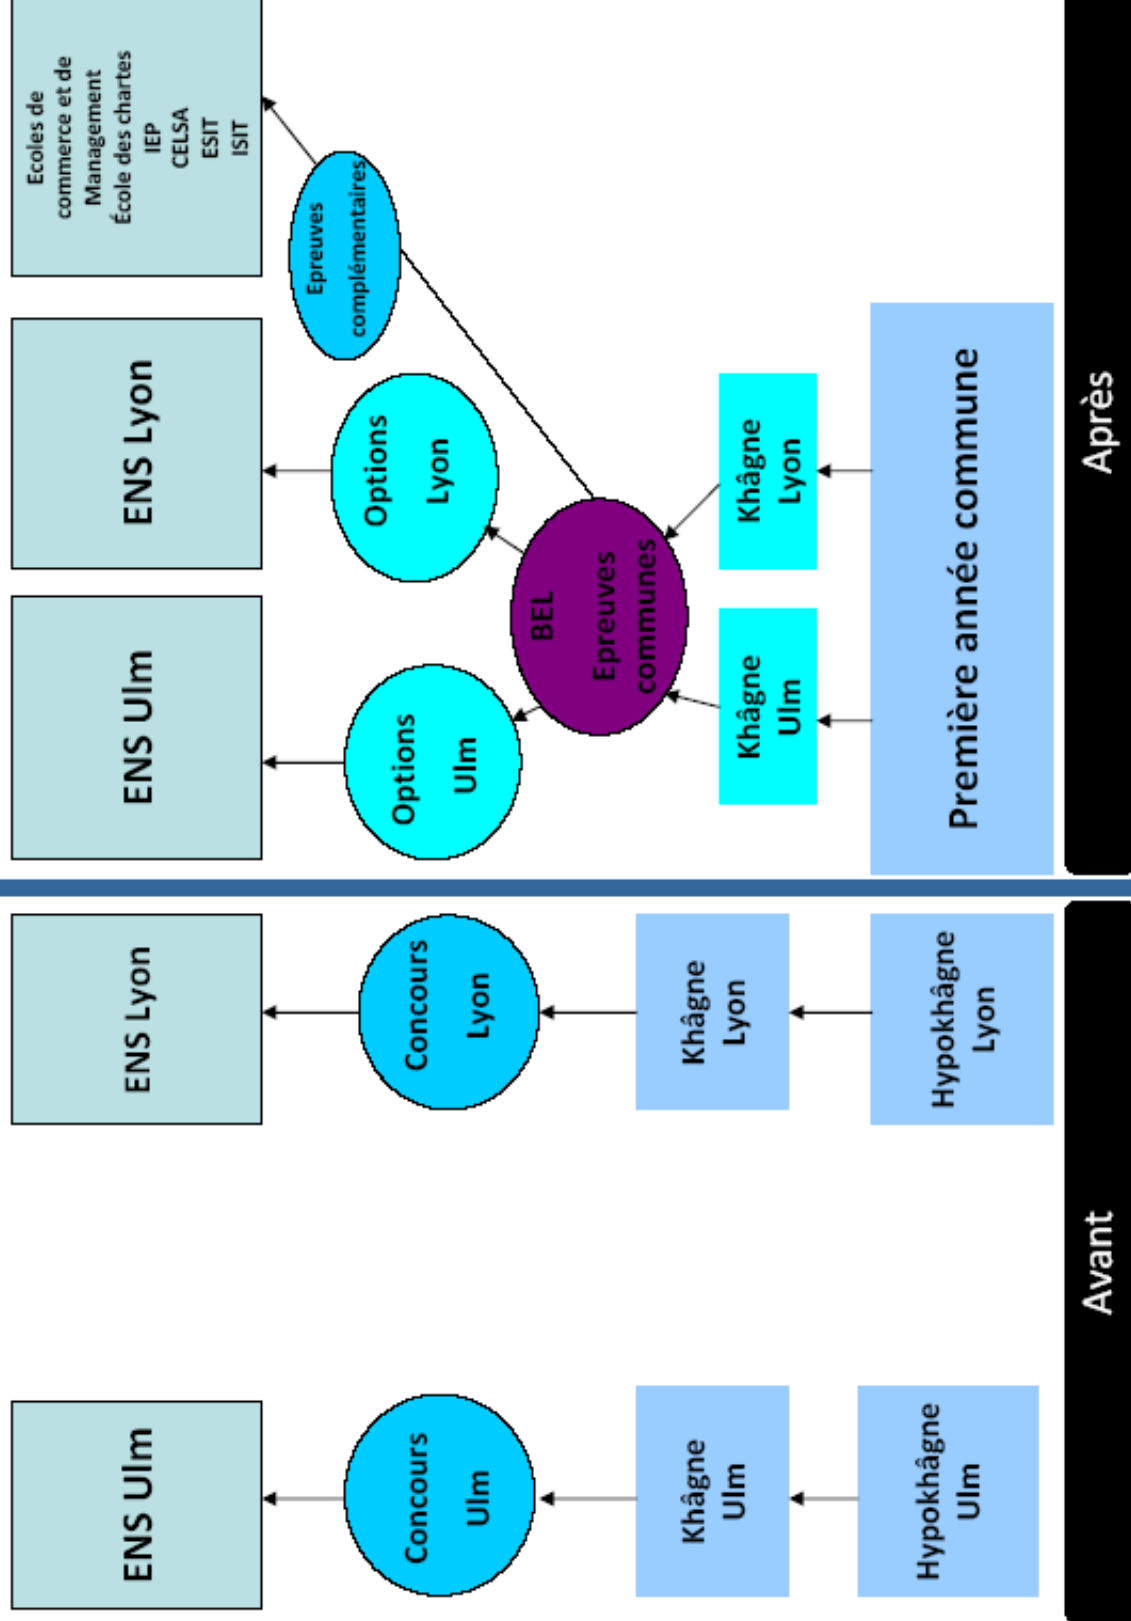 ENS Ulm
Concours
Ulm
Khâgne
Ulm
Hypokhâgne
Ulm
ENS Lyon
Concours
Lyon
Khâgne
Lyon
Hypokhâgne
Lyon
Avant
ENS Ulm
Options
Ulm
ENS Lyon
Options
Lyon
Ecoles de
commerce et de
Management
École des chartes
IEP
CELSA
ESIT
ISIT
Epreuves
complémentaires
BEL
Epreuves
communes
Khâgne
Ulm
Khâgne
Lyon
Première année commune
Après